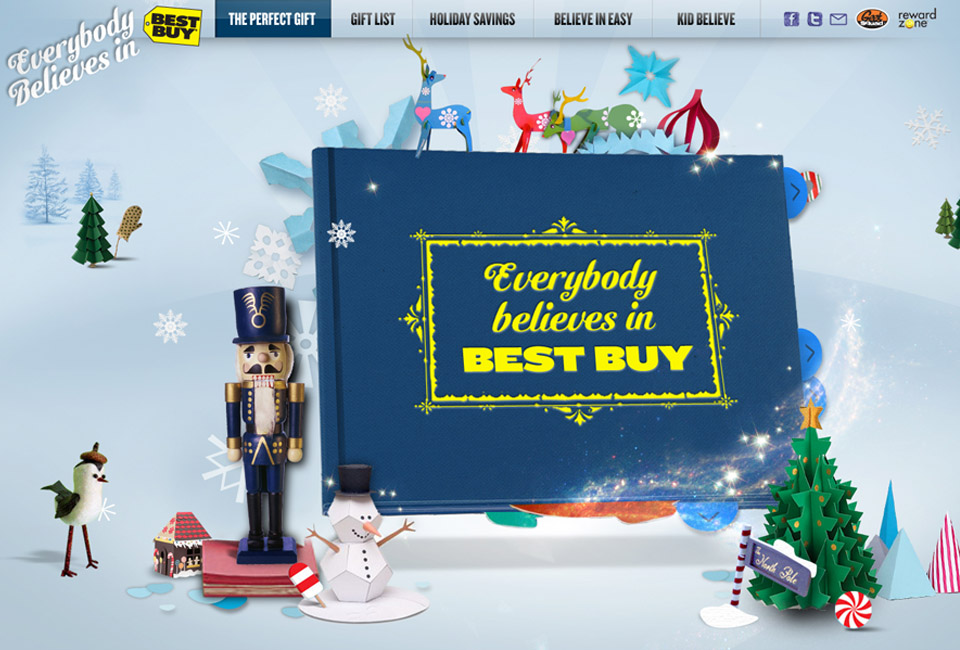 Everybody
Believes in
BEST
BUY
THE PERFECT GIFT
GIFT LIST
HOLIDAY SAVINGS
BELIEVE IN EASY
KID BELIEVE
reward
zone
Everybody
believes in
BEST BUY
The
North Pole